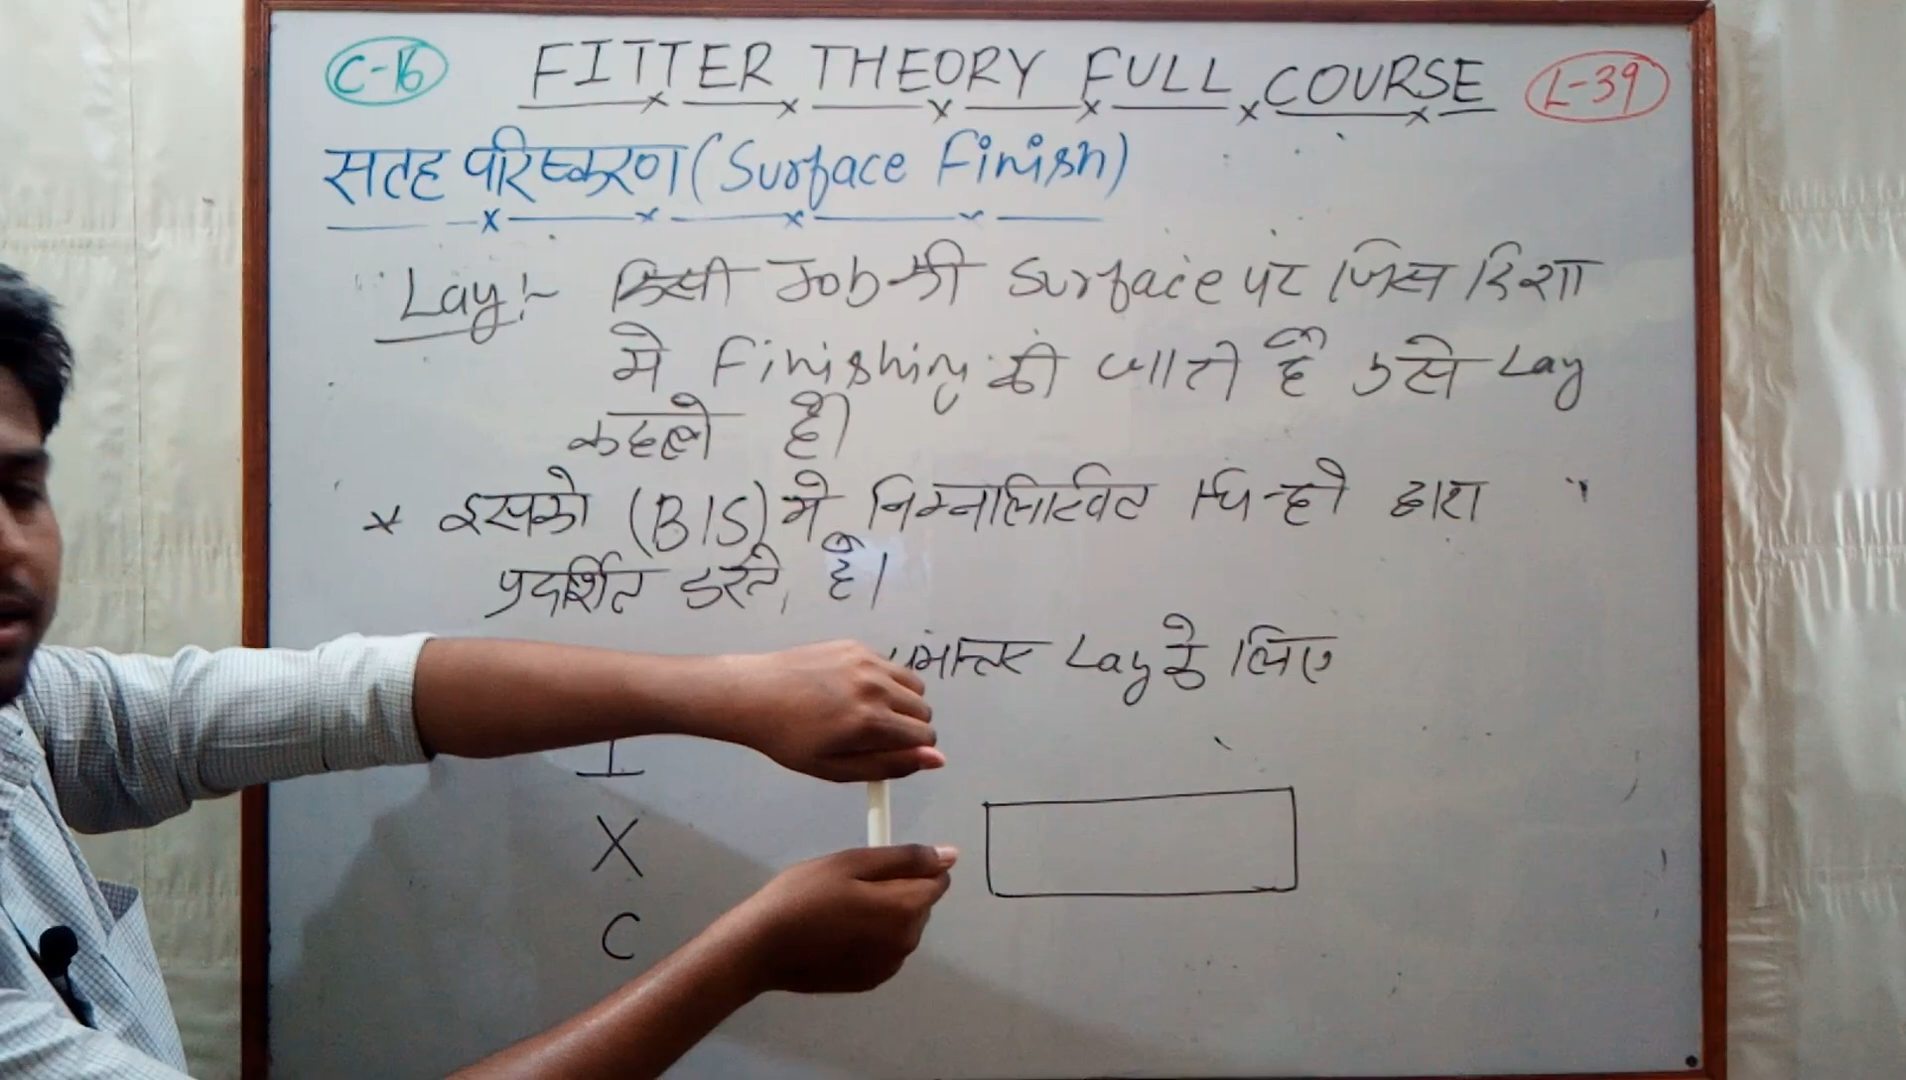 C-16 FITTER THEORY FULL COURSE L-39
सतह परिष्करण (Surface Finish)
Lay:- किसी Job की Surface पर जिस दिशा
मे Finishing की जाती है उसे Lay
कहते है।
* इसको (BIS) मे निम्नलिखित चिन्हो द्वारा
प्रदर्शित करते है।
Lay के लिए
⊥
X
C